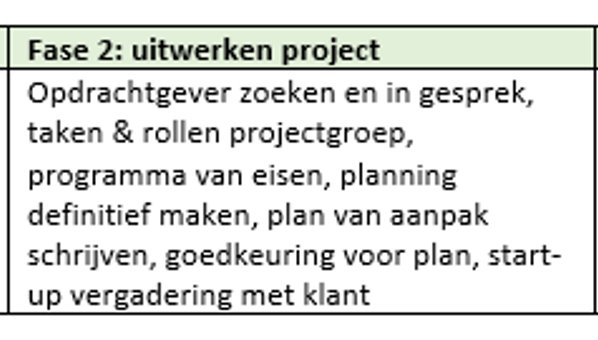 Fase 2: uitwerken project
Opdrachtgever zoeken en in gesprek,
taken & rollen projectgroep,
programma van eisen, planning
definitief maken, plan van aanpak
schrijven, goedkeuring voor plan, start-
up vergadering met klant